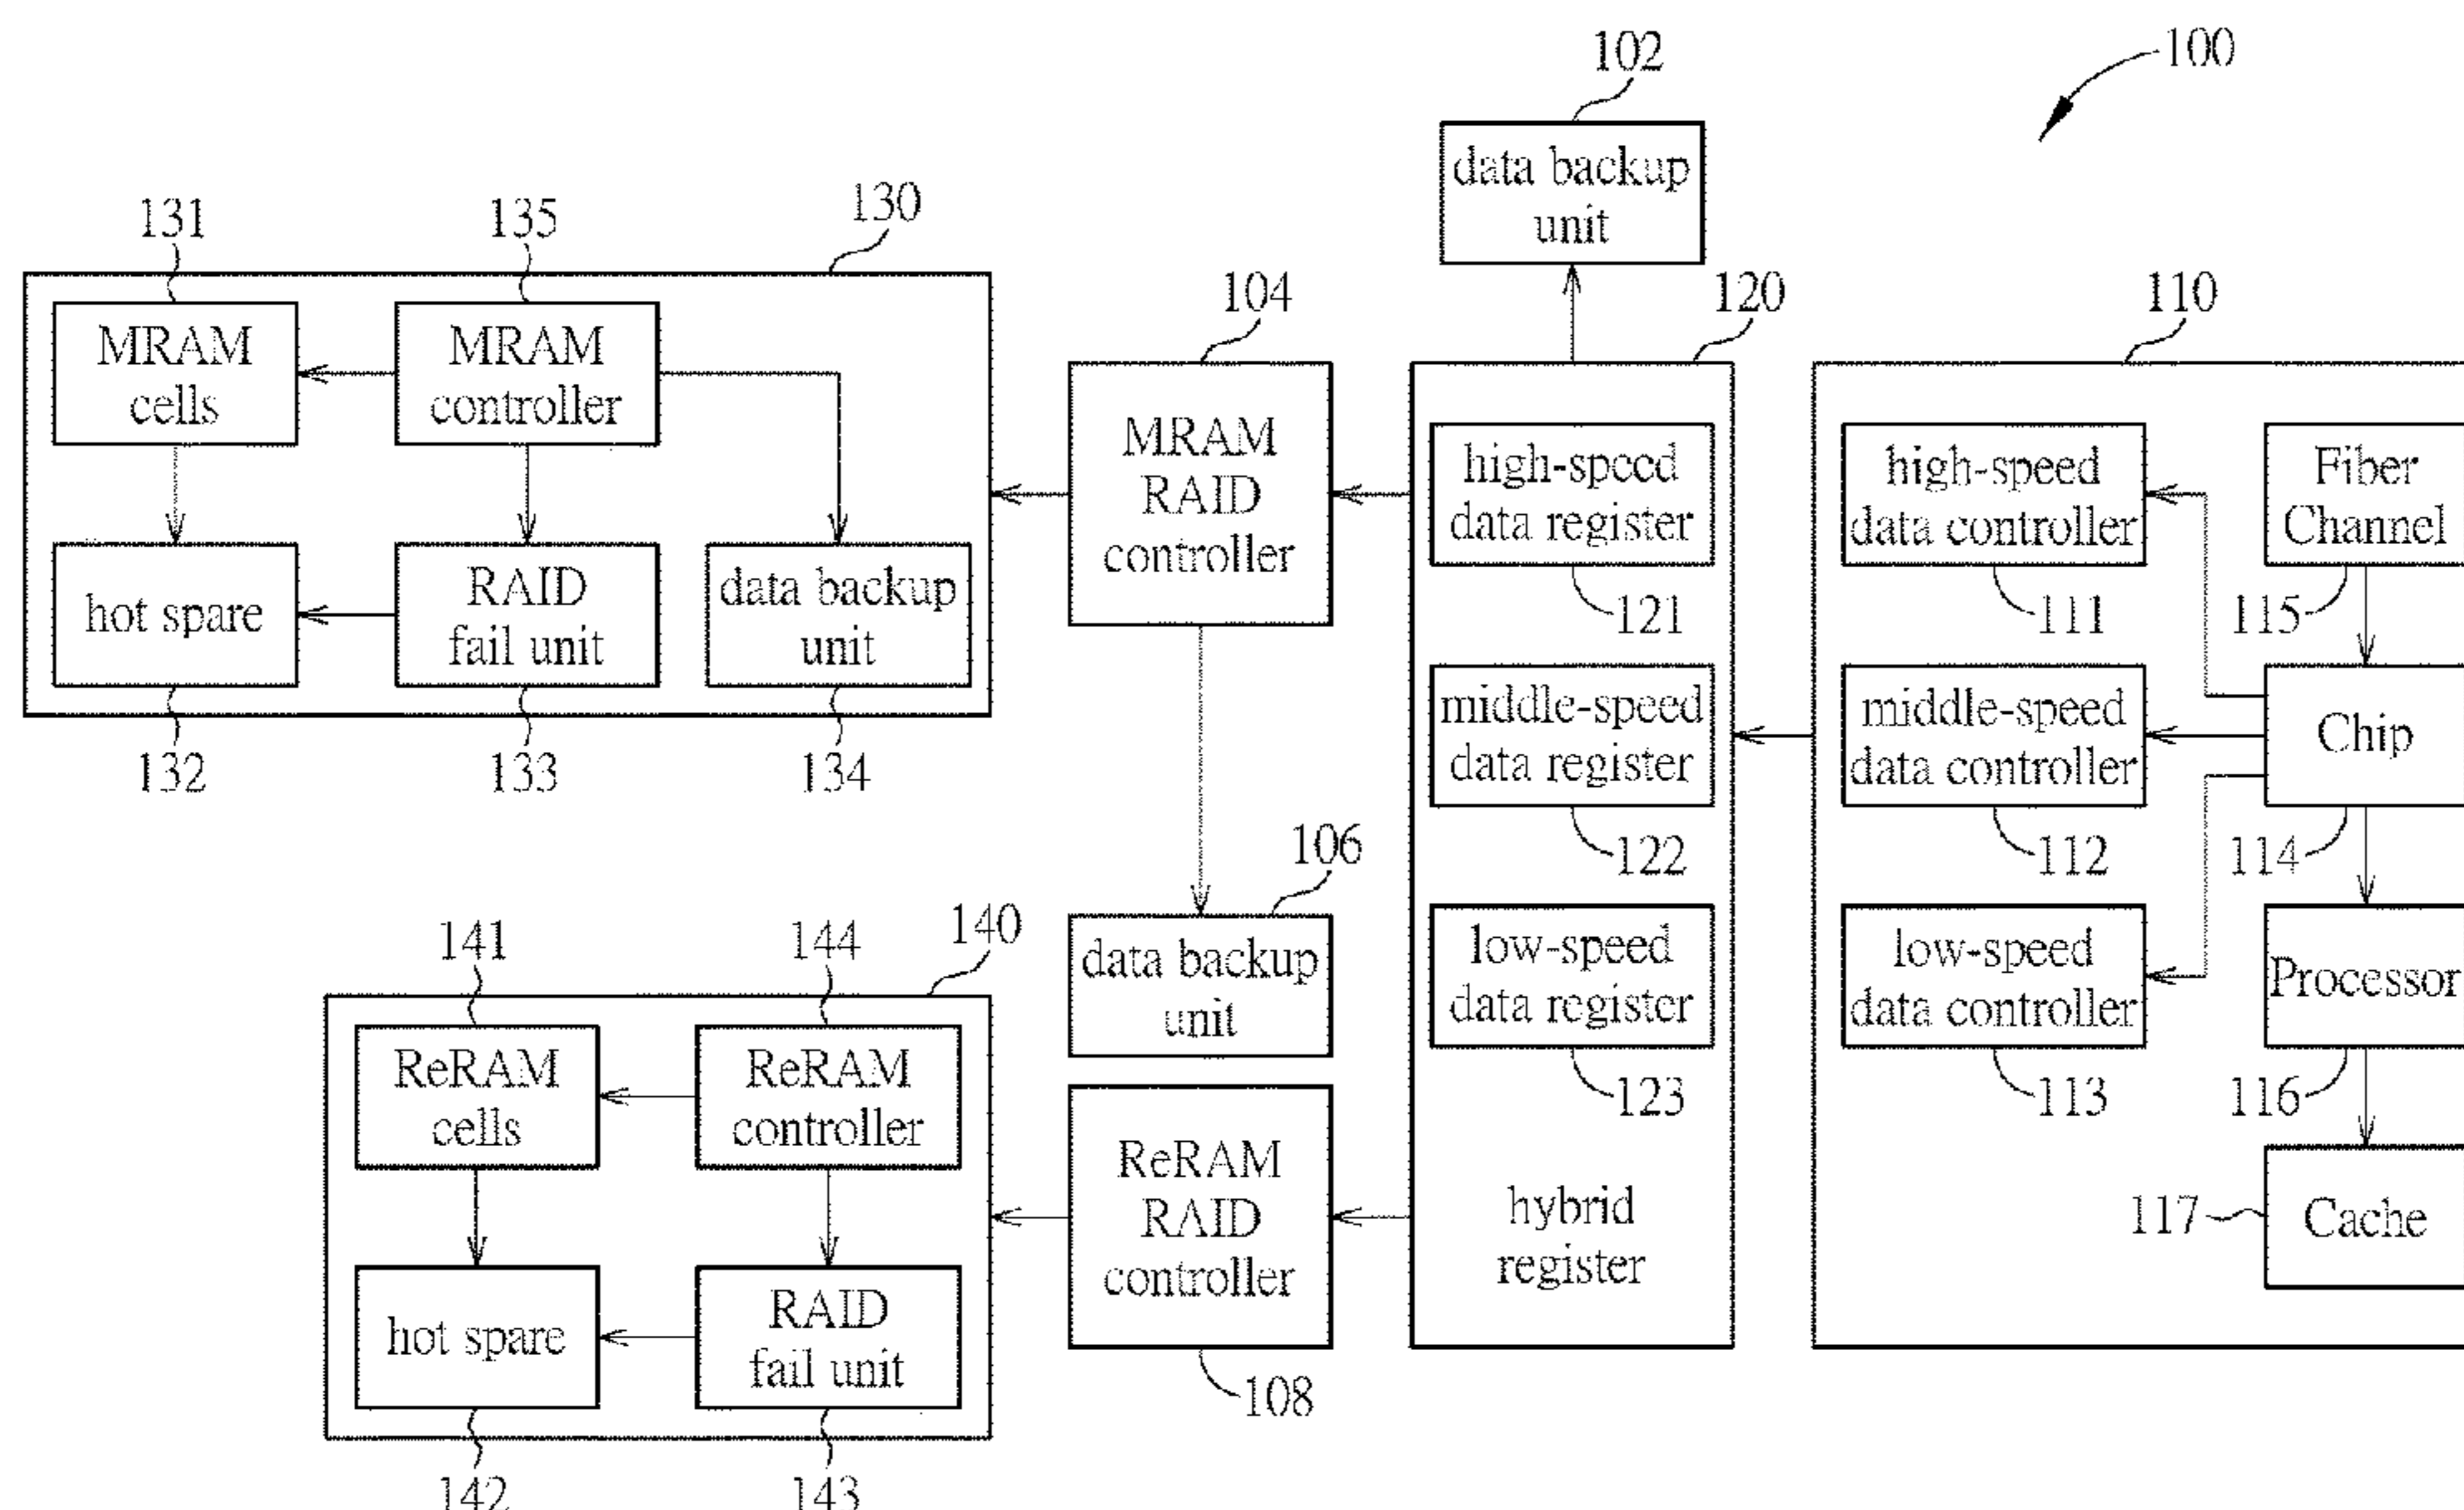 100
102
data backup
unit
130
131
135
MRAM
cells
MRAM
controller
hot spare
RAID
fail unit
data backup
unit
132
133
134
104
MRAM
RAID
controller
106
data backup
unit
120
high-speed
data register
121
middle-speed
data register
122
low-speed
data register
123
hybrid
register
110
high-speed
data controller
111
middle-speed
data controller
112
low-speed
data controller
113
Fiber
Channel
115
Chip
114
Processor
116
117
Cache
140
141
144
ReRAM
cells
ReRAM
controller
hot spare
RAID
fail unit
142
143
ReRAM
RAID
controller
108